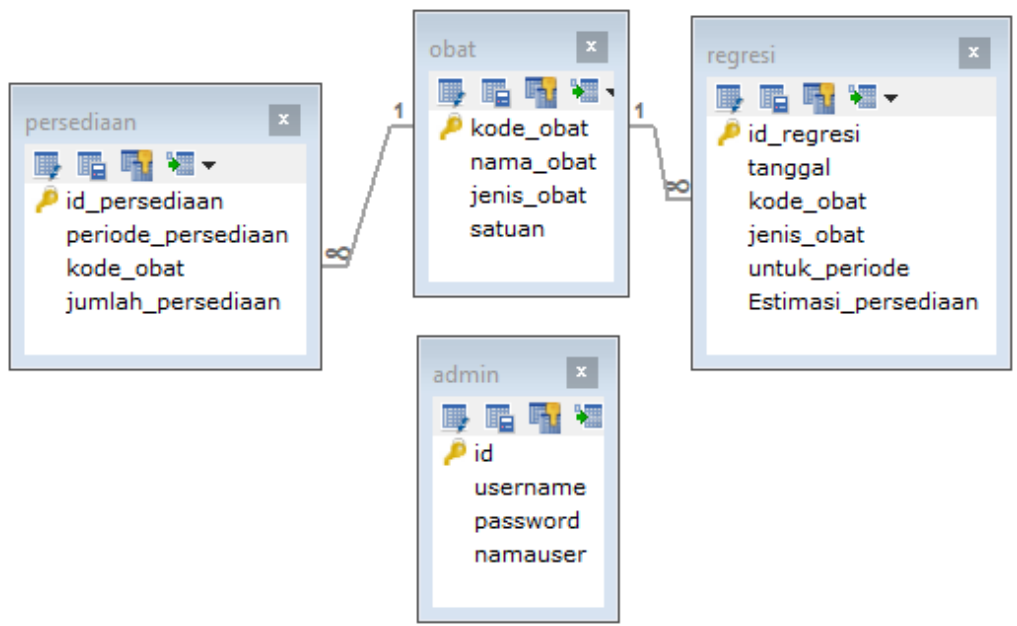 persediaan
id_persediaan
periode_persediaan
kode_obat
jumlah_persediaan
1
∞
obat
kode_obat
nama_obat
jenis_obat
satuan
1
∞
regresi
id_regresi
tanggal
kode_obat
jenis_obat
untuk_periode
Estimasi_persediaan
admin
id
username
password
namauser